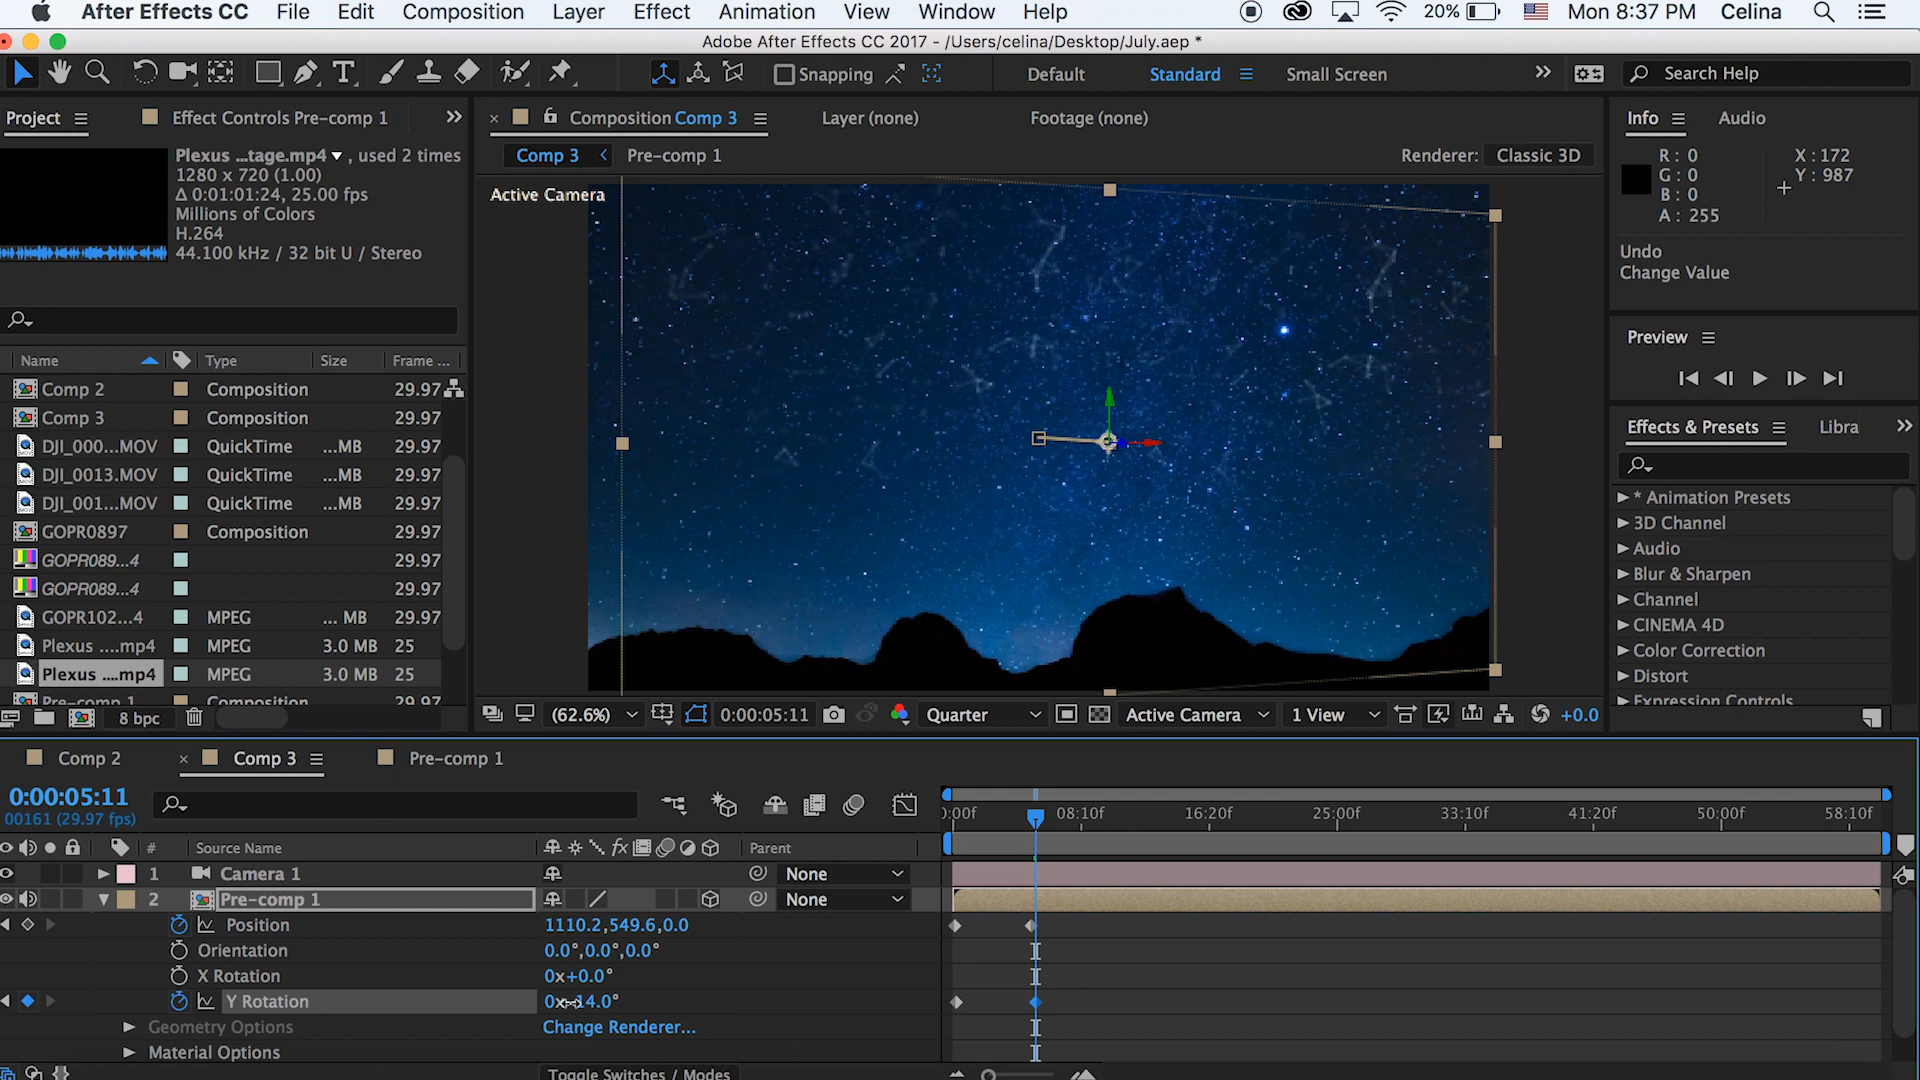 After Effects CC File Edit Composition Layer Effect Animation View Window Help 20% Mon 8:37 PM Celina
Adobe After Effects CC 2017 - /Users/celina/Desktop/July.aep *
Snapping Default Standard Small Screen Search Help
Project Effect Controls Pre-comp 1
Composition Comp 3 Layer (none) Footage (none)
Info Audio
Plexus ...tage.mp4 , used 2 times
1280 x 720 (1.00)
Δ 0:01:01:24, 25.00 fps
Millions of Colors
H.264
44.100 kHz / 32 bit U / Stereo
Comp 3 Pre-comp 1 Renderer: Classic 3D
Active Camera
R : 0 X : 172
G : 0 Y : 987
B : 0
A : 255
Undo
Change Value
Preview
Effects & Presets Libra
* Animation Presets
3D Channel
Audio
Blur & Sharpen
Channel
CINEMA 4D
Color Correction
Distort
Expression Controls
Name Type Size Frame ...
Comp 2 Composition 29.97
Comp 3 Composition 29.97
DJI_000...MOV QuickTime ...MB 29.97
DJI_0013.MOV QuickTime ...MB 29.97
DJI_001...MOV QuickTime ...MB 29.97
GOPR0897 Composition 29.97
GOPR089...4 29.97
GOPR089...4 29.97
GOPR102...4 MPEG ... MB 29.97
Plexus ....mp4 MPEG 3.0 MB 25
Plexus ....mp4 MPEG 3.0 MB 25
Pre-comp 1 Composition 29.97
8 bpc
(62.6%) 0:00:05:11 Quarter Active Camera 1 View +0.0
Comp 2 Comp 3 Pre-comp 1
0:00:05:11
00161 (29.97 fps)
0:00f 08:10f 16:20f 25:00f 33:10f 41:20f 50:00f 58:10f
# Source Name fx Parent
1 Camera 1 None
2 Pre-comp 1 None
Position 1110.2,549.6,0.0
Orientation 0.0°,0.0°,0.0°
X Rotation 0x+0.0°
Y Rotation 0x-14.0°
Geometry Options Change Renderer...
Material Options
Toggle Switches / Modes